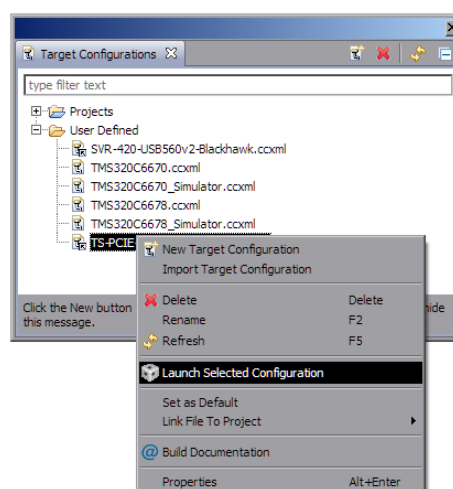 Target Configurations
type filter text
Projects
User Defined
SVR-420-USB560v2-Blackhawk.ccxml
TMS320C6670.ccxml
TMS320C6670_Simulator.ccxml
TMS320C6678.ccxml
TMS320C6678_Simulator.ccxml
TS-PCIE-
New Target Configuration
Import Target Configuration
Click the New button
hide
this message.
Delete Delete
Rename F2
Refresh F5
Launch Selected Configuration
Set as Default
Link File To Project
@ Build Documentation
Properties Alt+Enter